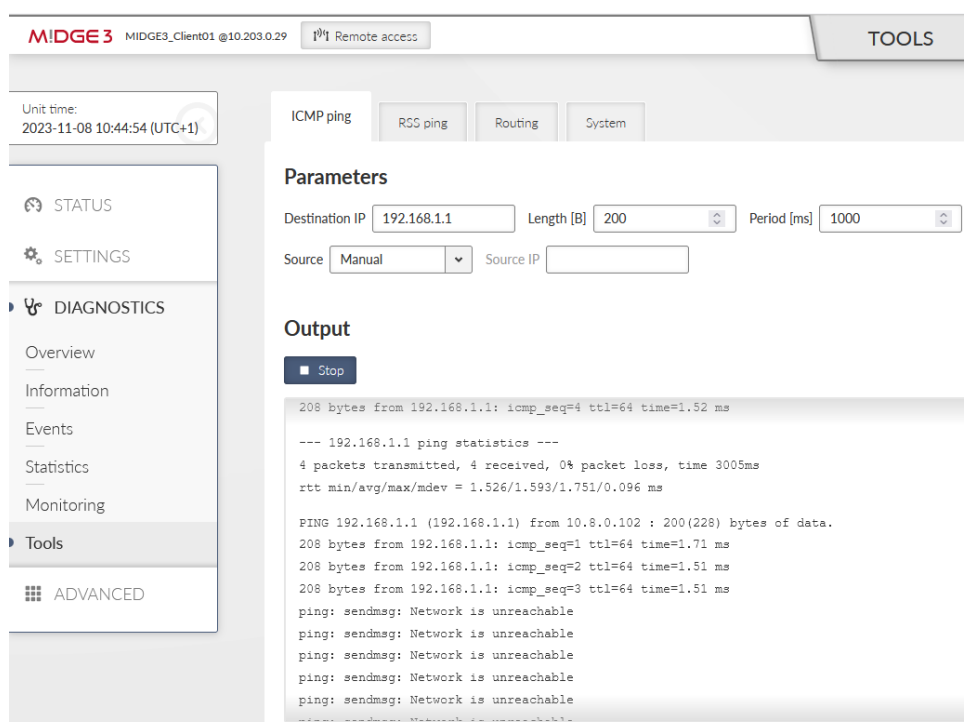 M!DGE3 MIDGE3_Client01 @10.203.0.29 Remote access TOOLS
Unit time:
2023-11-08 10:44:54 (UTC+1)
ICMP ping RSS ping Routing System
STATUS
SETTINGS
DIAGNOSTICS
Overview
Information
Events
Statistics
Monitoring
Tools
ADVANCED
Parameters
Destination IP 192.168.1.1 Length [B] 200 Period [ms] 1000
Source Manual Source IP
Output
Stop
208 bytes from 192.168.1.1: icmp_seq=4 ttl=64 time=1.52 ms
--- 192.168.1.1 ping statistics ---
4 packets transmitted, 4 received, 0% packet loss, time 3005ms
rtt min/avg/max/mdev = 1.526/1.593/1.751/0.096 ms
PING 192.168.1.1 (192.168.1.1) from 10.8.0.102 : 200(228) bytes of data.
208 bytes from 192.168.1.1: icmp_seq=1 ttl=64 time=1.71 ms
208 bytes from 192.168.1.1: icmp_seq=2 ttl=64 time=1.51 ms
208 bytes from 192.168.1.1: icmp_seq=3 ttl=64 time=1.51 ms
ping: sendmsg: Network is unreachable
ping: sendmsg: Network is unreachable
ping: sendmsg: Network is unreachable
ping: sendmsg: Network is unreachable
ping: sendmsg: Network is unreachable